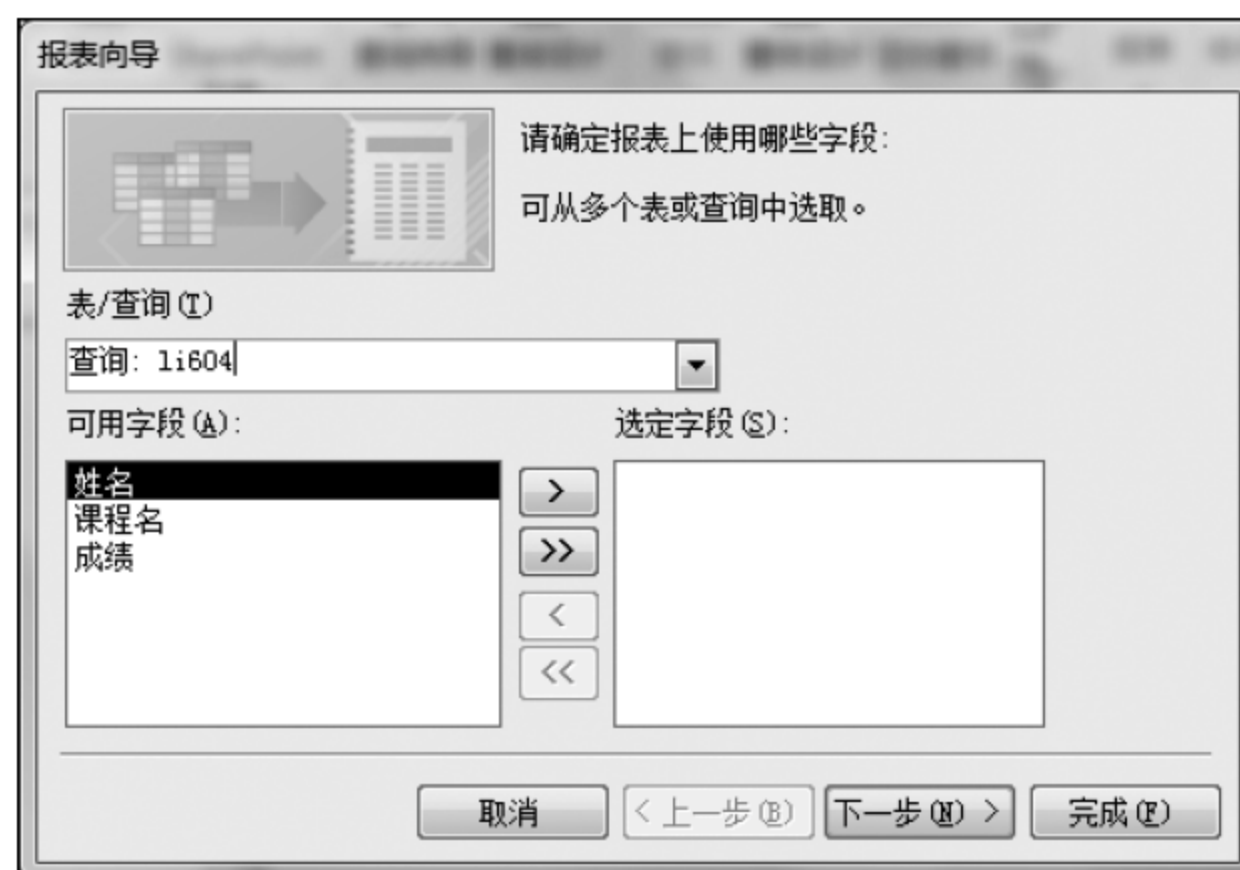 报表向导
请确定报表上使用哪些字段:
可从多个表或查询中选取。
表/查询(T)
查询: li604
可用字段(A):
选定字段(S):
姓名
课程名
成绩
>
>>
<
<<
取消
< 上一步(B)
下一步(N) >
完成(F)